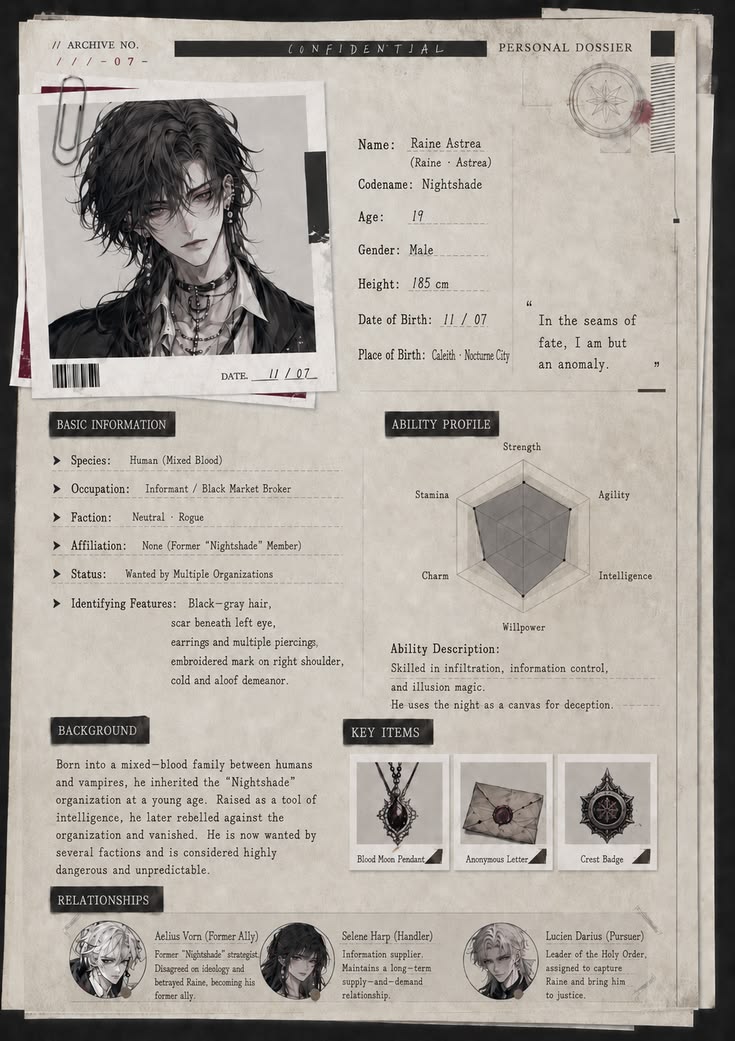 // ARCHIVE NO.
///-07-
CONFIDENTIAL
PERSONAL DOSSIER
DATE. 11 / 07
Name: Raine Astrea
(Raine · Astrea)
Codename: Nightshade
Age: 19
Gender: Male
Height: 185 cm
Date of Birth: 11 / 07
Place of Birth: Caleith · Nocturne City
“
In the seams of
fate, I am but
an anomaly. ”
BASIC INFORMATION
Species: Human (Mixed Blood)
Occupation: Informant / Black Market Broker
Faction: Neutral · Rogue
Affiliation: None (Former “Nightshade” Member)
Status: Wanted by Multiple Organizations
Identifying Features: Black-gray hair,
scar beneath left eye,
earrings and multiple piercings,
embroidered mark on right shoulder,
cold and aloof demeanor.
ABILITY PROFILE
Strength
Stamina
Agility
Charm
Intelligence
Willpower
Ability Description:
Skilled in infiltration, information control,
and illusion magic.
He uses the night as a canvas for deception.
BACKGROUND
Born into a mixed-blood family between humans
and vampires, he inherited the “Nightshade”
organization at a young age. Raised as a tool of
intelligence, he later rebelled against the
organization and vanished. He is now wanted by
several factions and is considered highly
dangerous and unpredictable.
KEY ITEMS
Blood Moon Pendant
Anonymous Letter
Crest Badge
RELATIONSHIPS
Aelius Vorn (Former Ally)
Former “Nightshade” strategist.
Disagreed on ideology and
betrayed Raine, becoming his
former ally.
Selene Harp (Handler)
Information supplier.
Maintains a long-term
supply-and-demand
relationship.
Lucien Darius (Pursuer)
Leader of the Holy Order,
assigned to capture
Raine and bring him
to justice.